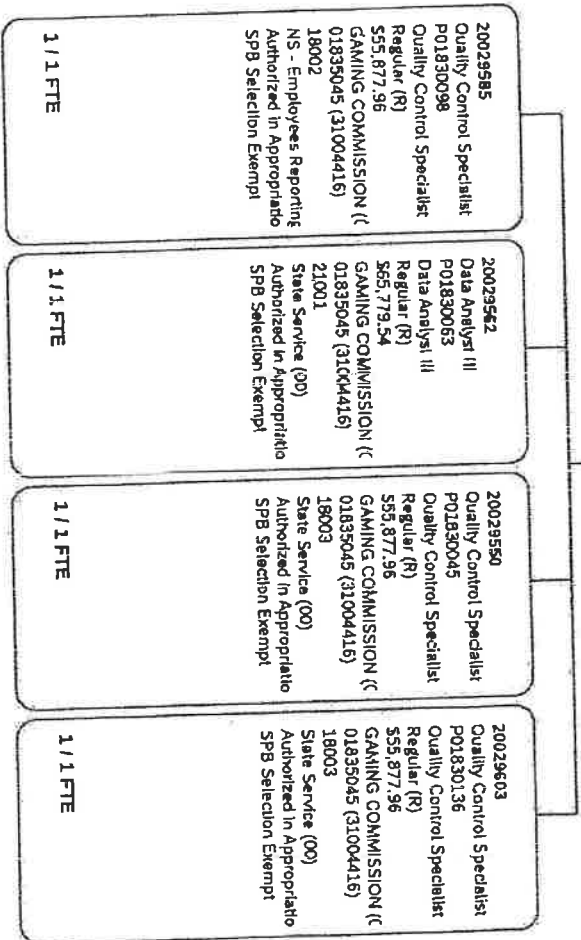 20029585
Quality Control Specialist
P01830098
Quality Control Specialist
Regular (R)
$55,877.96
GAMING COMMISSION ((
01835045 (31004416)
18002
NS - Employees Reporting
Authorized in Appropriatio
SPB Selection Exempt
1 / 1 FTE
20029562
Data Analyst III
P01830063
Data Analyst III
Regular (R)
$65,779.54
GAMING COMMISSION ((
01835045 (31004416)
21,001
State Service (00)
Authorized in Appropriatio
SPB Selection Exempt
1 / 1 FTE
20029550
Quality Control Specialist
P01830045
Quality Control Specialist
Regular (R)
$55,877.96
GAMING COMMISSION ((
01835045 (31004416)
18003
State Service (00)
Authorized in Appropriatio
SPB Selection Exempt
1 / 1 FTE
20029603
Quality Control Specialist
P01830136
Quality Control Specialist
Regular (R)
$55,877.96
GAMING COMMISSION ((
01835045 (31004416)
18003
State Service (00)
Authorized in Appropriatio
SPB Selection Exempt
1 / 1 FTE